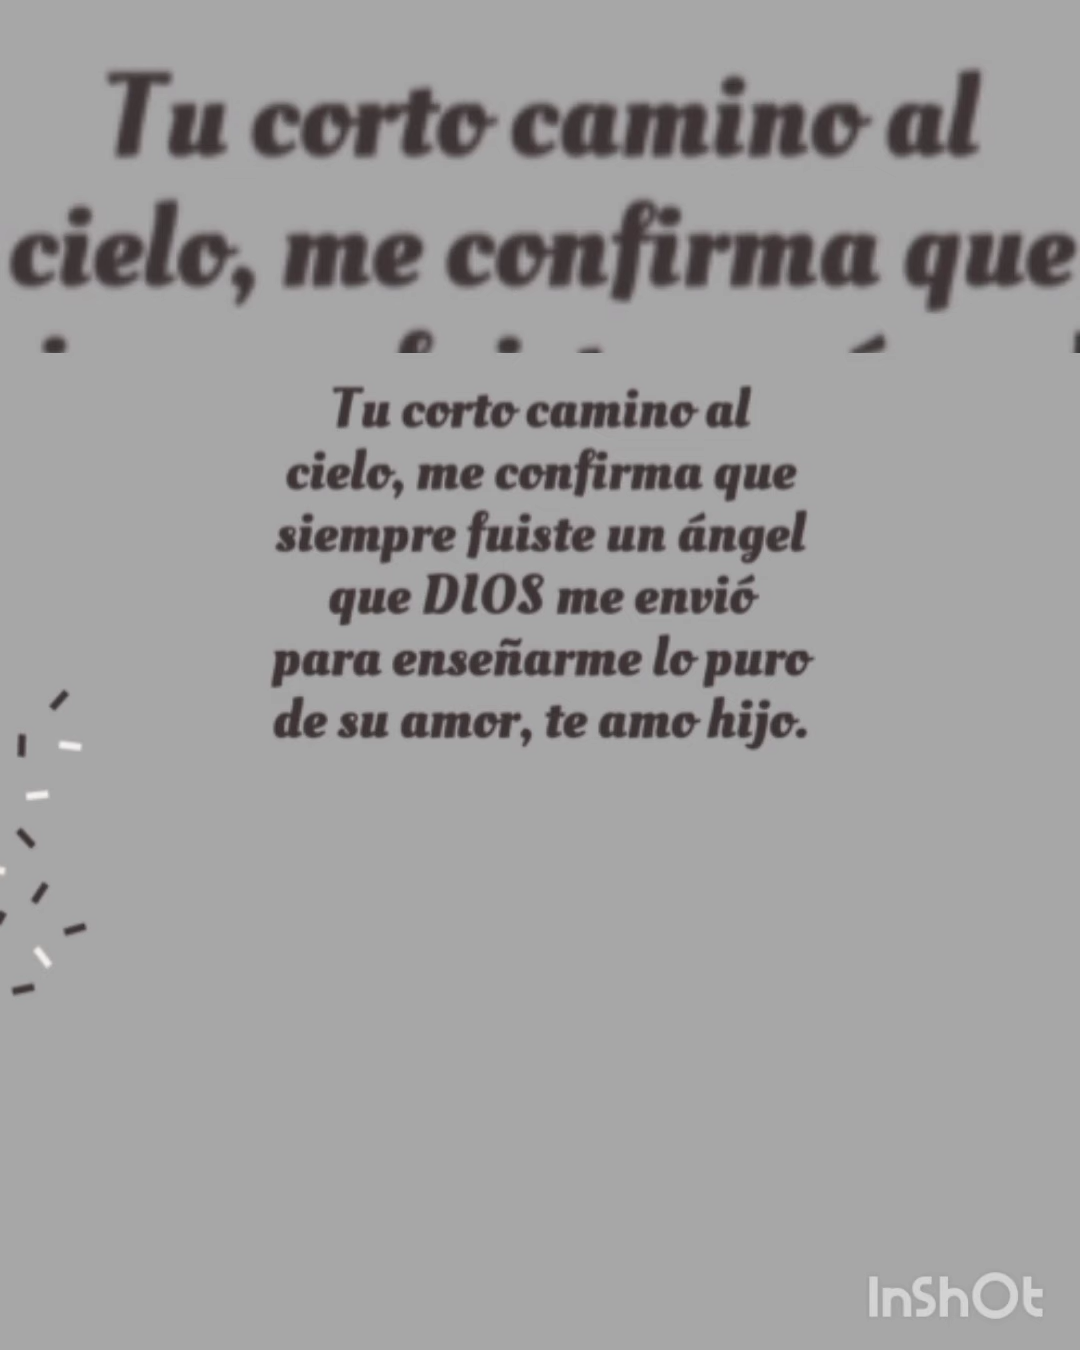 Tu corto camino al
cielo, me confirma que
Tu corto camino al
cielo, me confirma que
siempre fuiste un ángel
que DIOS me envió
para enseñarme lo puro
de su amor, te amo hijo.
InShOt